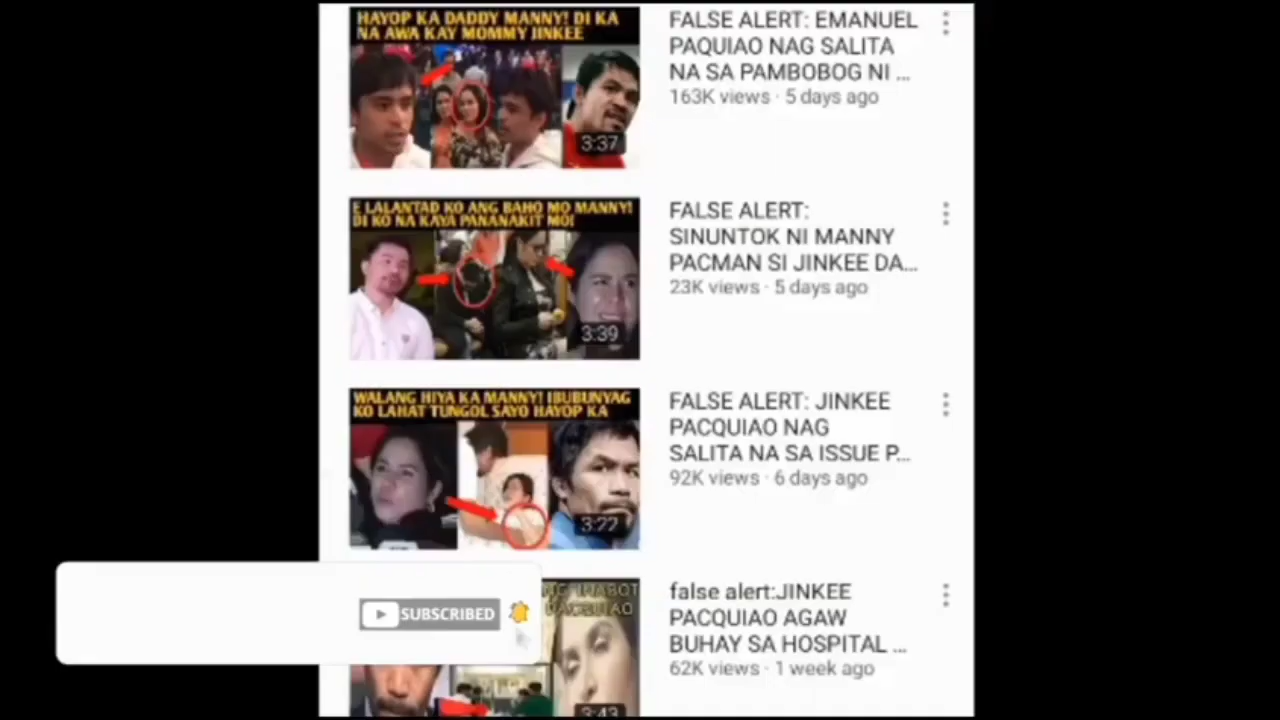 HAYOP KA DADDY MANNY! DI KA
NA AWA KAY MOMMY JINKEE
3:37
FALSE ALERT: EMANUEL
PAQUIAO NAG SALITA
NA SA PAMBOBOG NI ...
163K views · 5 days ago
E LALANTAD KO ANG BAHO MO MANNY!
DI KO NA KAYA PANANAKIT MO!
3:39
FALSE ALERT:
SINUNTOK NI MANNY
PACMAN SI JINKEE DA...
23K views · 5 days ago
WALANG HIYA KA MANNY! IBUBUNYAG
KO LAHAT TUNGOL SAYO HAYOP KA
3:22
FALSE ALERT: JINKEE
PACQUIAO NAG
SALITA NA SA ISSUE P...
92K views · 6 days ago
PACQUIAO
3:43
false alert:JINKEE
PACQUIAO AGAW
BUHAY SA HOSPITAL ...
62K views · 1 week ago
SUBSCRIBED